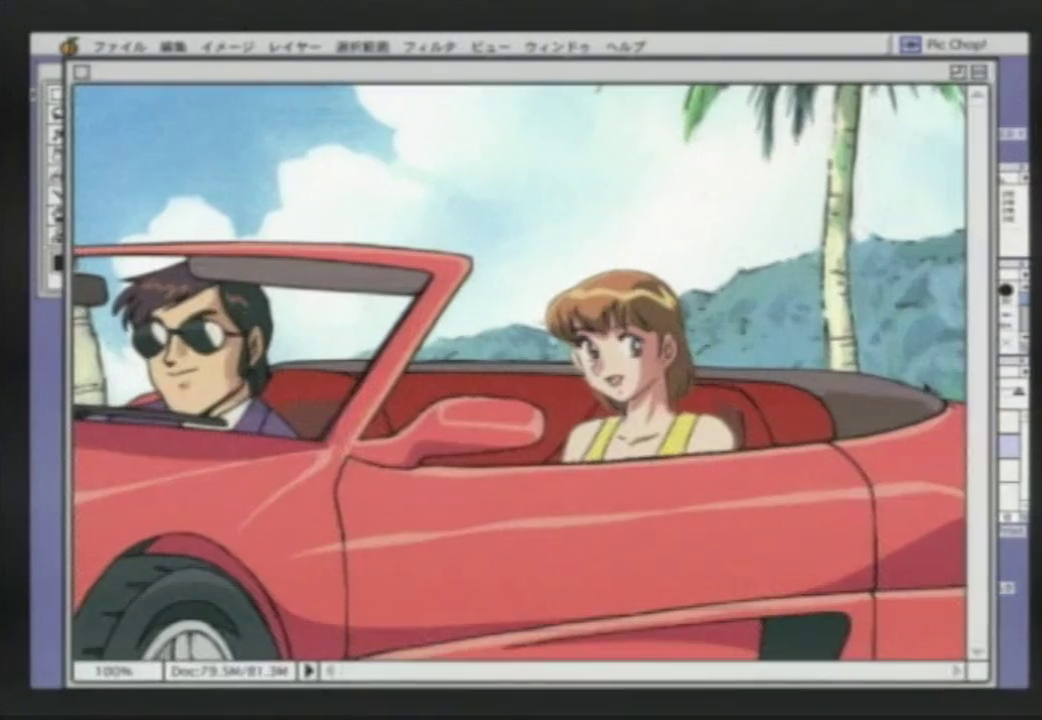 ファイル 編集 イメージ レイヤー 選択範囲 フィルタ ビュー ウィンドゥ ヘルプ Pic Chop!
100% Doc:79.5M/81.3M